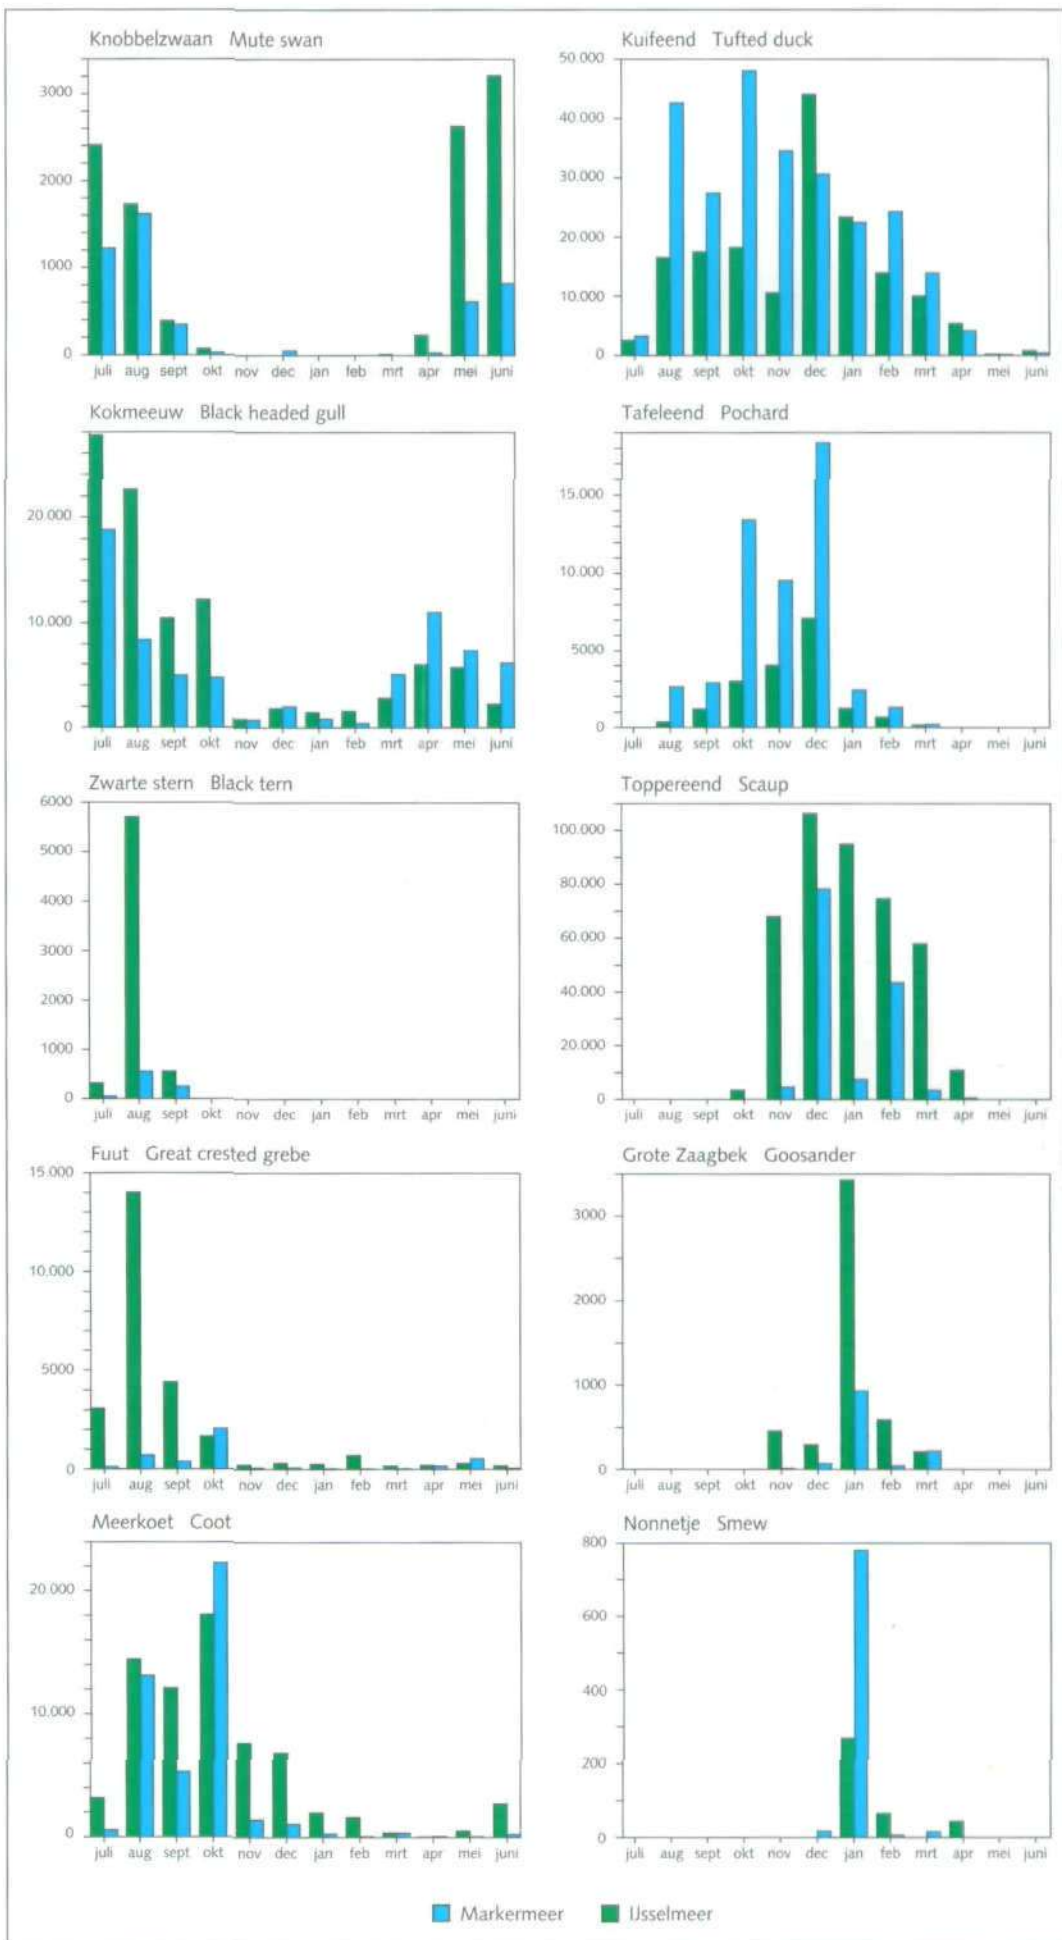 Knobbelzwaan Mute swan
3000
2000
1000
0
juli aug sept okt nov dec jan feb mrt apr mei juni
Kuifeend Tufted duck
50.000
40.000
30.000
20.000
10.000
0
juli aug sept okt nov dec jan feb mrt apr mei juni
Kokmeeuw Black headed gull
20.000
10.000
0
juli aug sept okt nov dec jan feb mrt apr mei juni
Tafeleend Pochard
15.000
10.000
5000
0
juli aug sept okt nov dec jan feb mrt apr mei juni
Zwarte stern Black tern
6000
5000
4000
3000
2000
1000
0
juli aug sept okt nov dec jan feb mrt apr mei juni
Toppereend Scaup
100.000
80.000
60.000
40.000
20.000
0
juli aug sept okt nov dec jan feb mrt apr mei juni
Fuut Great crested grebe
15.000
10.000
5000
0
juli aug sept okt nov dec jan feb mrt apr mei juni
Grote Zaagbek Goosander
3000
2000
1000
0
juli aug sept okt nov dec jan feb mrt apr mei juni
Meerkoet Coot
20.000
10.000
0
juli aug sept okt nov dec jan feb mrt apr mei juni
Nonnetje Smew
800
600
400
200
0
juli aug sept okt nov dec jan feb mrt apr mei juni
Markermeer IJsselmeer